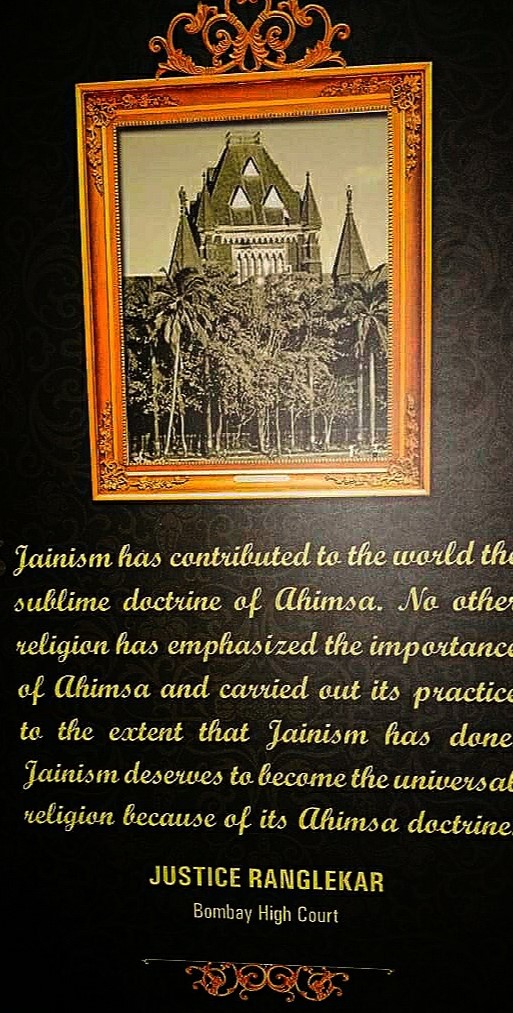 Jainism has contributed to the world the
sublime doctrine of Ahimsa. No other
religion has emphasized the importance
of Ahimsa and carried out its practice
to the extent that Jainism has done
Jainism deserves to become the universal
religion because of its Ahimsa doctrine.
JUSTICE RANGLEKAR
Bombay High Court